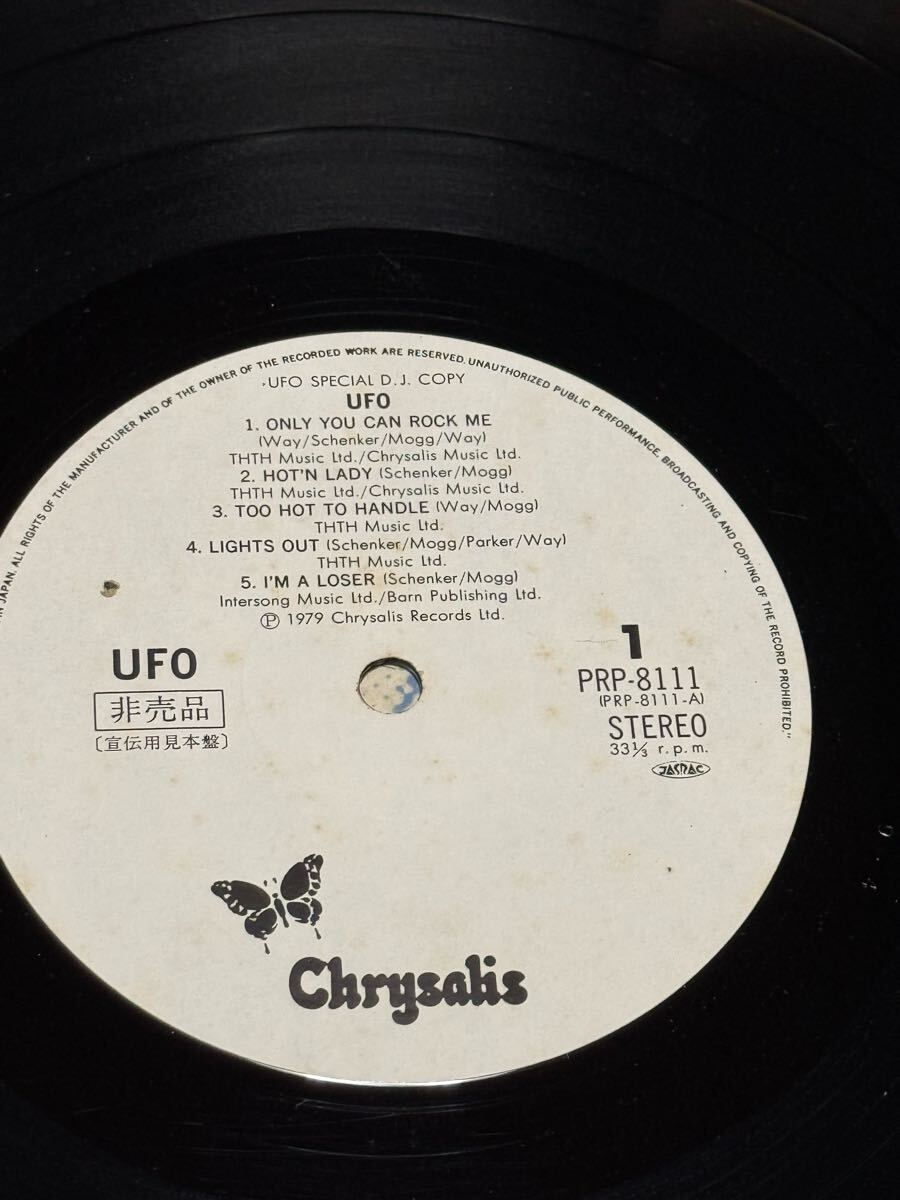 IN JAPAN. ALL RIGHTS OF THE MANUFACTURER AND OF THE OWNER OF THE RECORDED WORK ARE RESERVED. UNAUTHORIZED PUBLIC PERFORMANCE, BROADCASTING AND COPYING OF THE RECORD PROHIBITED."
UFO SPECIAL D.J. COPY
UFO
1. ONLY YOU CAN ROCK ME
(Way/Schenker/Mogg/Way)
THTH Music Ltd./Chrysalis Music Ltd.
2. HOT'N LADY (Schenker/Mogg)
THTH Music Ltd./Chrysalis Music Ltd.
3. TOO HOT TO HANDLE (Way/Mogg)
THTH Music Ltd.
4. LIGHTS OUT (Schenker/Mogg/Parker/Way)
THTH Music Ltd.
5. I'M A LOSER (Schenker/Mogg)
Intersong Music Ltd./Barn Publishing Ltd.
Ⓟ 1979 Chrysalis Records Ltd.
UFO
非売品
〔宣伝用見本盤〕
1
PRP-8111
(PRP-8111-A)
STEREO
33⅓ r.p.m.
JASRAC
Chrysalis